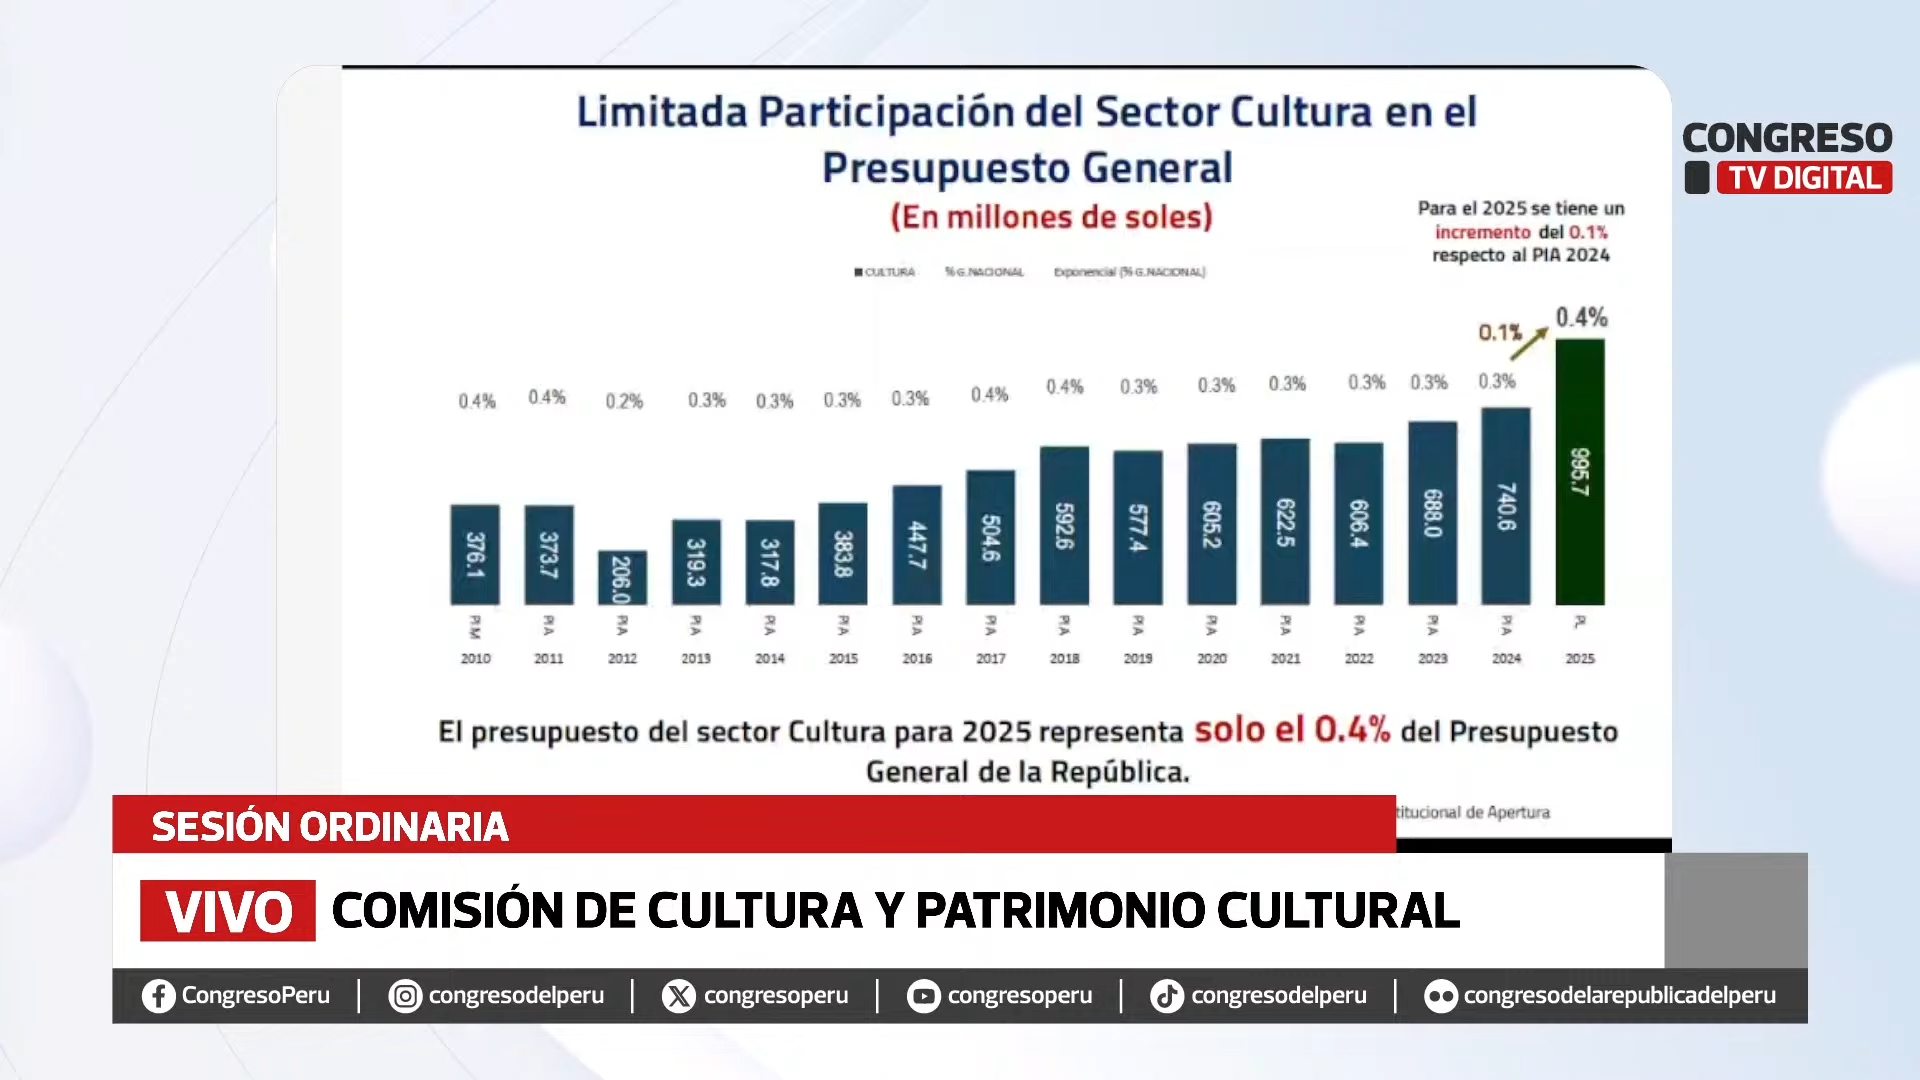 Limitada Participación del Sector Cultura en el
Presupuesto General
(En millones de soles)
CONGRESO
TV DIGITAL
Para el 2025 se tiene un
incremento del 0.1%
respecto al PIA 2024
CULTURA % G.NACIONAL Exponencial (% G.NACIONAL)
0.1% 0.4%
0.4% 0.4% 0.2% 0.3% 0.3% 0.3% 0.3% 0.4% 0.4% 0.3% 0.3% 0.3% 0.3% 0.3% 0.3%
376.1 373.7 206.0 319.3 317.8 383.8 447.7 504.6 592.6 577.4 605.2 622.5 606.4 688.0 740.6 995.7
PIM PIA PIA PIA PIA PIA PIA PIA PIA PIA PIA PIA PIA PIA PIA PL
2010 2011 2012 2013 2014 2015 2016 2017 2018 2019 2020 2021 2022 2023 2024 2025
El presupuesto del sector Cultura para 2025 representa solo el 0.4% del Presupuesto
General de la República.
titucional de Apertura
SESIÓN ORDINARIA
VIVO COMISIÓN DE CULTURA Y PATRIMONIO CULTURAL
CongresoPeru | congresodelperu | congresoperu | congresoperu | congresodelperu | congresodelarepublicadelperu